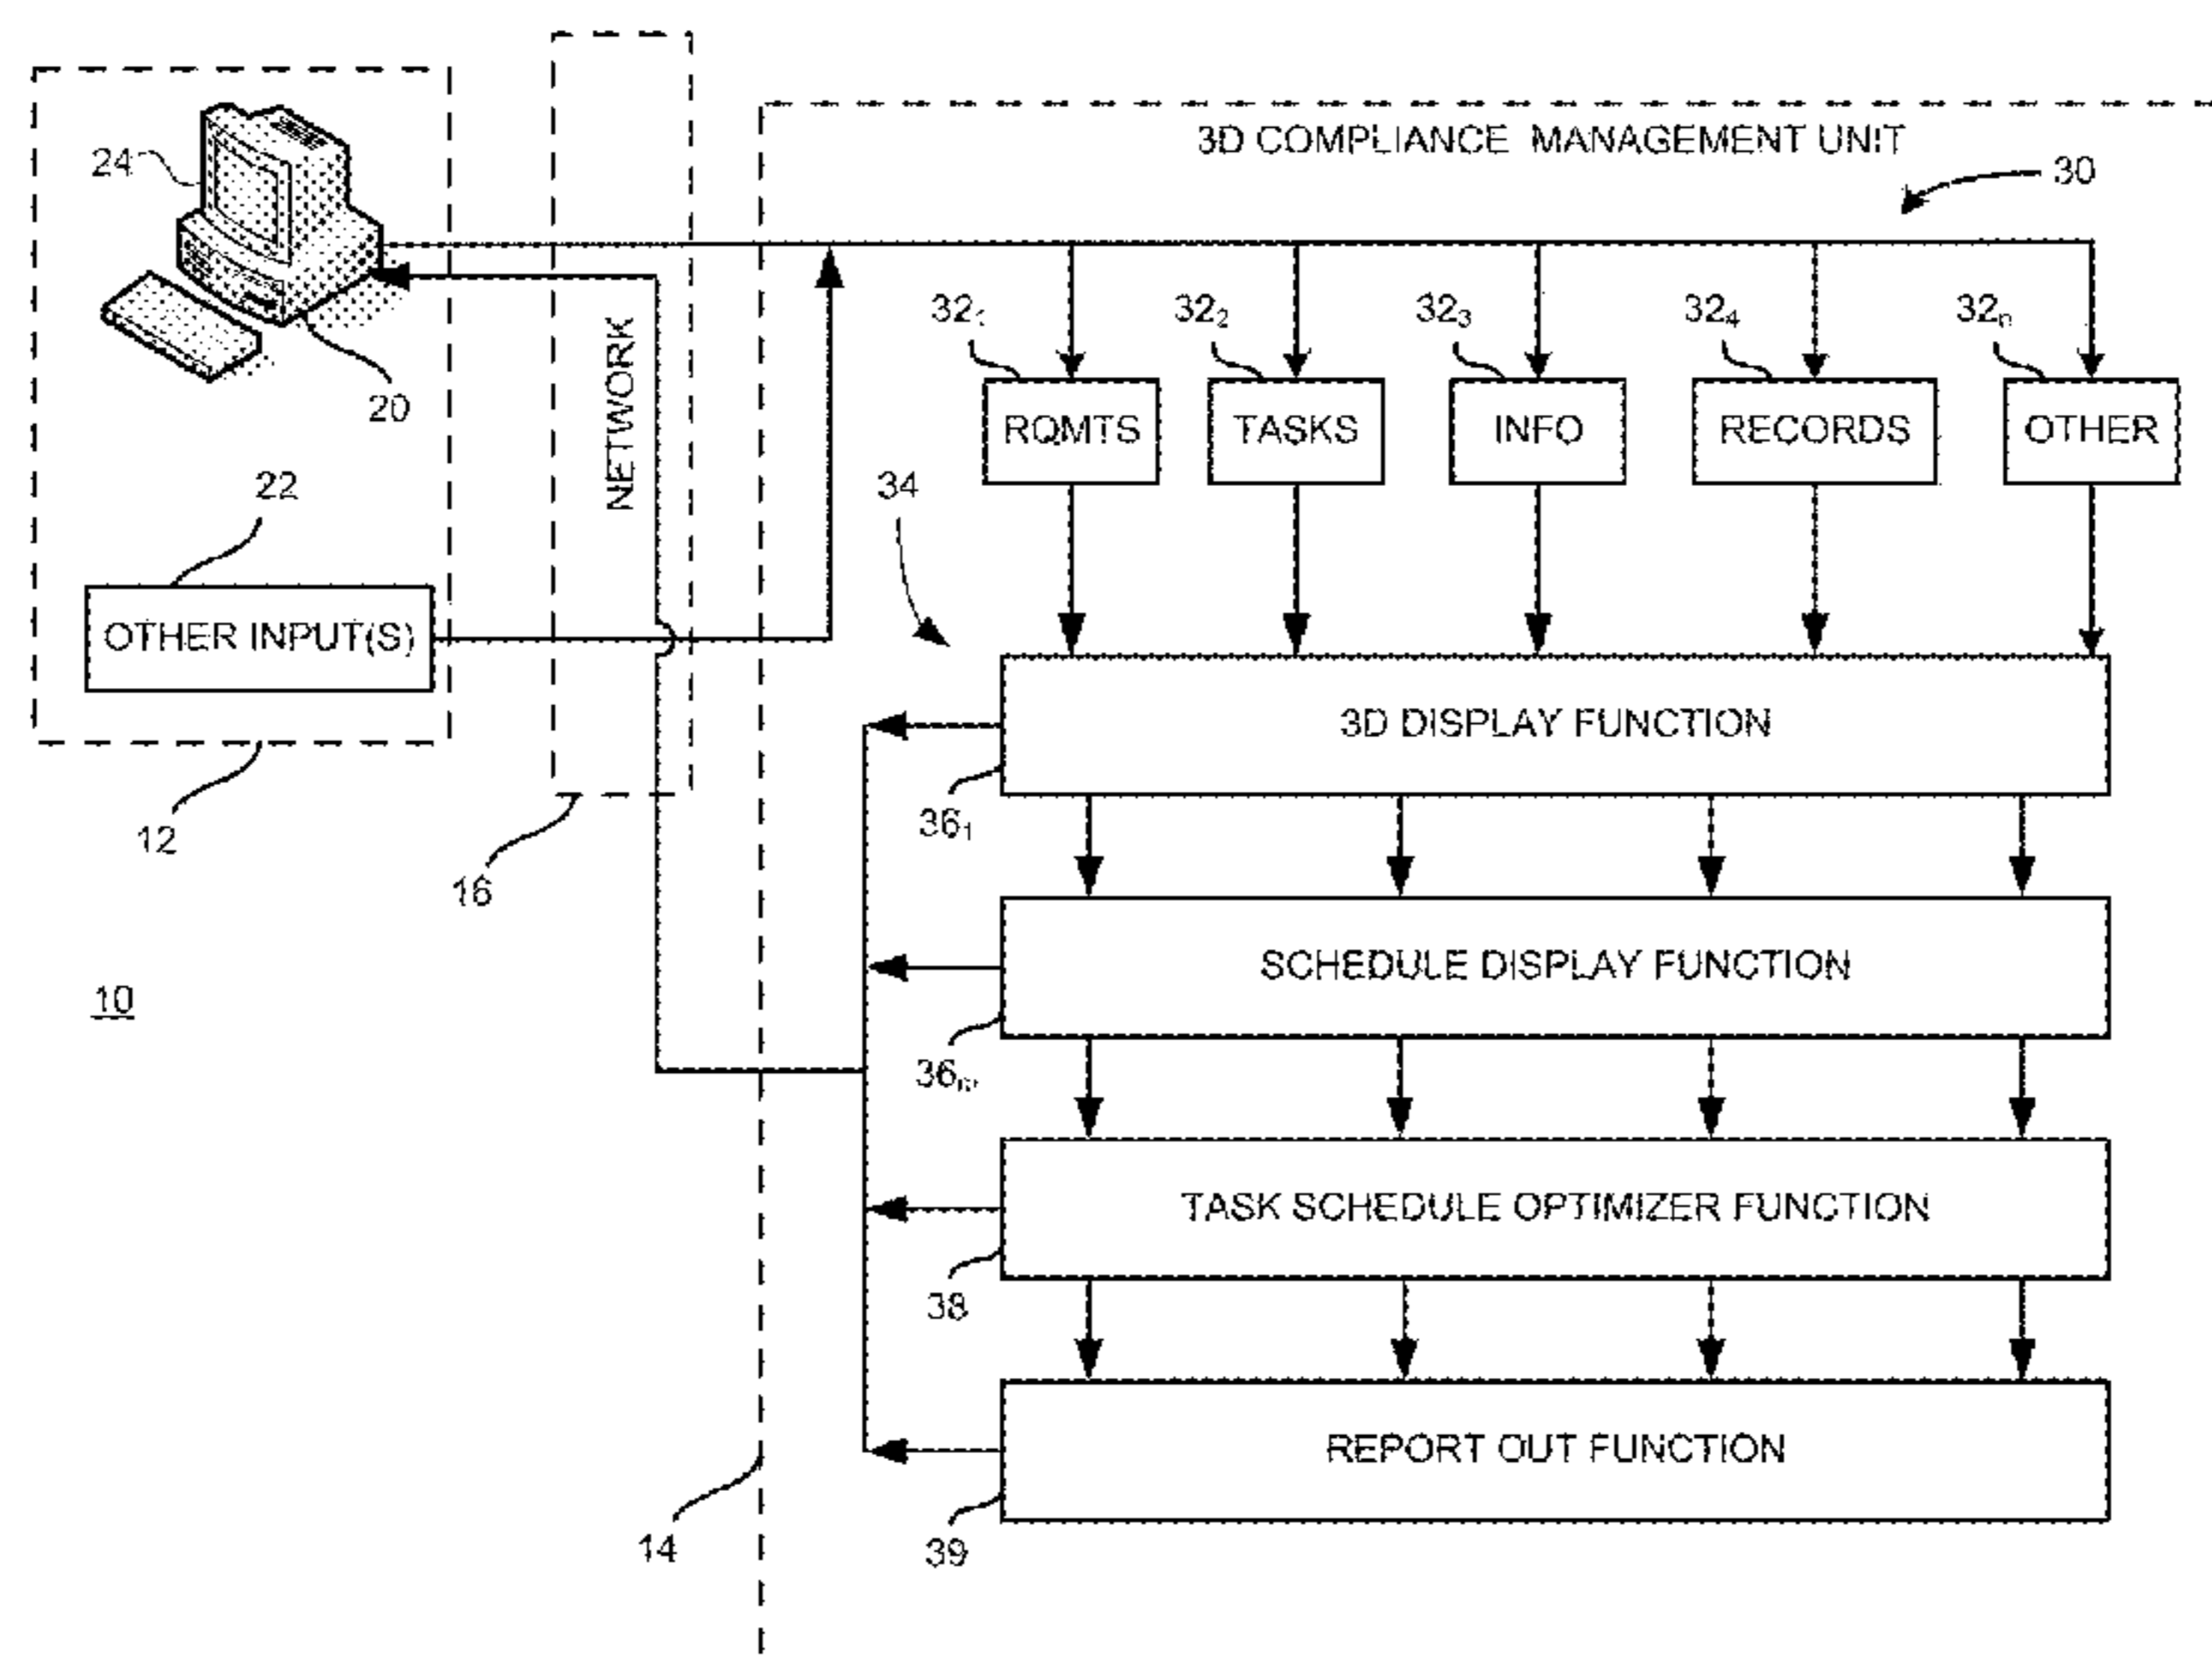 3D COMPLIANCE MANAGEMENT UNIT
24
30
32₁
32₂
32₃
32₄
32ₙ
20
NETWORK
RQMTS
TASKS
INFO
RECORDS
OTHER
22
34
OTHER INPUT(S)
3D DISPLAY FUNCTION
12
36₁
16
SCHEDULE DISPLAY FUNCTION
10
36ₘ
TASK SCHEDULE OPTIMIZER FUNCTION
38
REPORT OUT FUNCTION
14
39